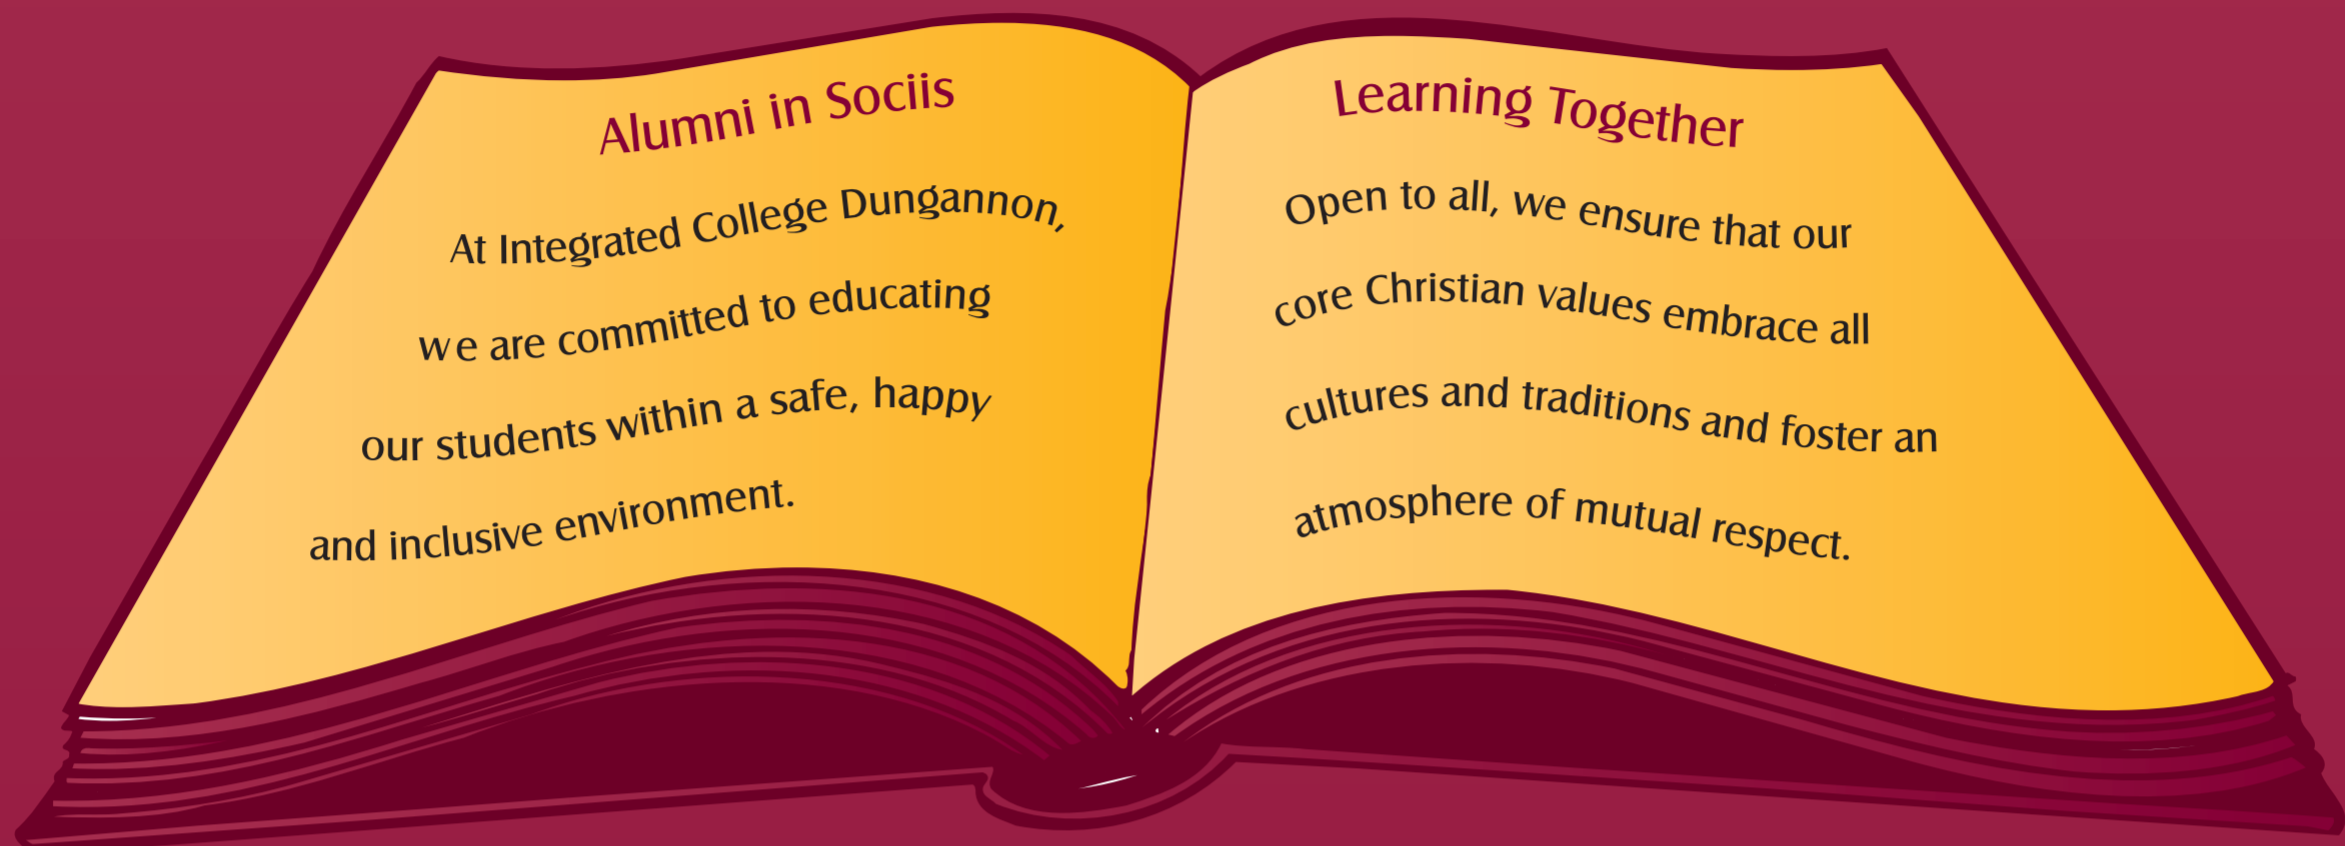 Alumni in Sociis
At Integrated College Dungannon,
we are committed to educating
our students within a safe, happy
and inclusive environment.
Learning Together
Open to all, we ensure that our
core Christian values embrace all
cultures and traditions and foster an
atmosphere of mutual respect.